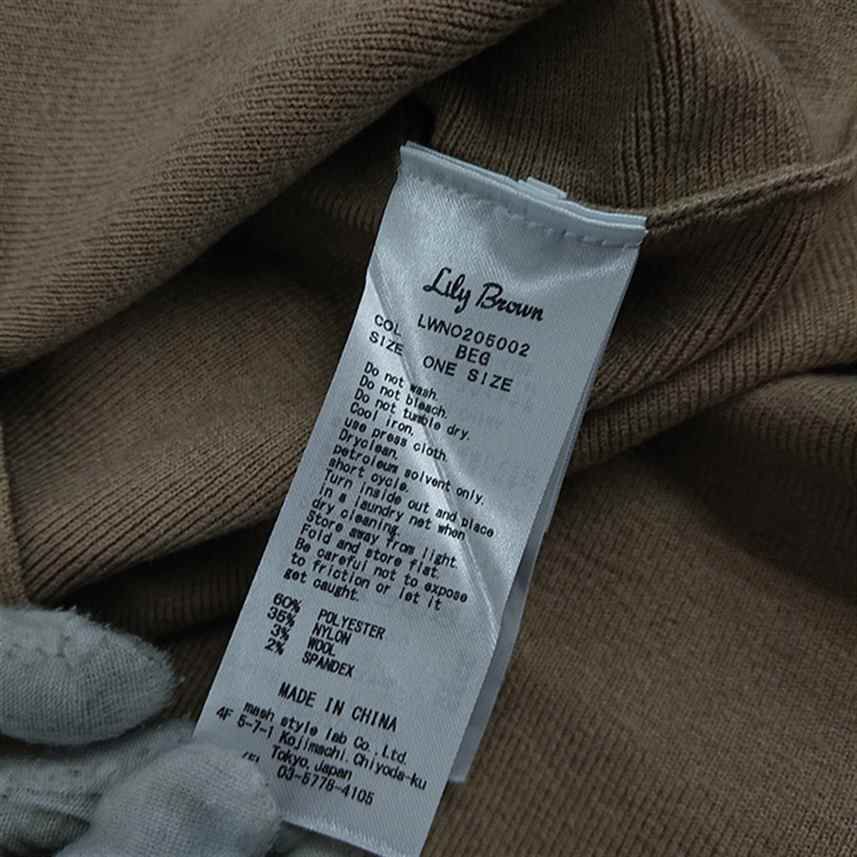 Lily Brown
LWNO205002
COL BEG
SIZE ONE SIZE
Do not wash.
Do not bleach.
Do not tumble dry.
Cool iron,
use press cloth.
Dryclean,
petroleum solvent only.
short cycle.
Turn inside out and place
in a laundry net when
dry cleaning.
Store away from light.
Fold and store flat.
Be careful not to expose
to friction or let it
get caught.
60% POLYESTER
35% NYLON
3% WOOL
2% SPANDEX
MADE IN CHINA
mash style lab Co., Ltd.
4F 5-7-1 Kojimachi, Chiyoda-ku
Tokyo, Japan
03-5778-4105